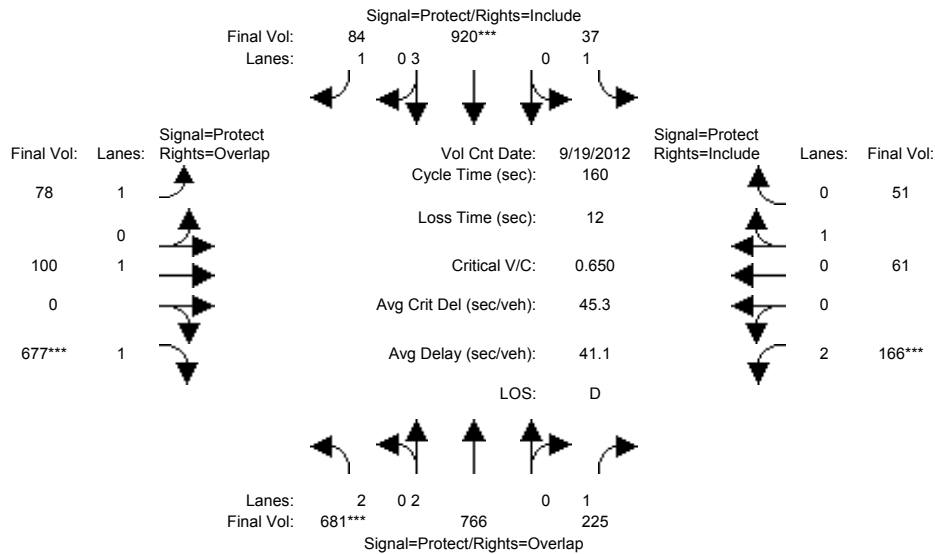 Signal=Protect/Rights=Include
Final Vol: 84 920*** 37
Lanes: 1 0 3 0 1
Signal=Protect Signal=Protect
Final Vol: Lanes: Rights=Overlap Vol Cnt Date: 9/19/2012 Rights=Include Lanes: Final Vol:
Cycle Time (sec): 160
78 1 0 51
Loss Time (sec): 12
0 1
100 1 Critical V/C: 0.650 0 61
0 Avg Crit Del (sec/veh): 45.3 0
677*** 1 Avg Delay (sec/veh): 41.1 2 166***
LOS: D
Lanes: 2 0 2 0 1
Final Vol: 681*** 766 225
Signal=Protect/Rights=Overlap